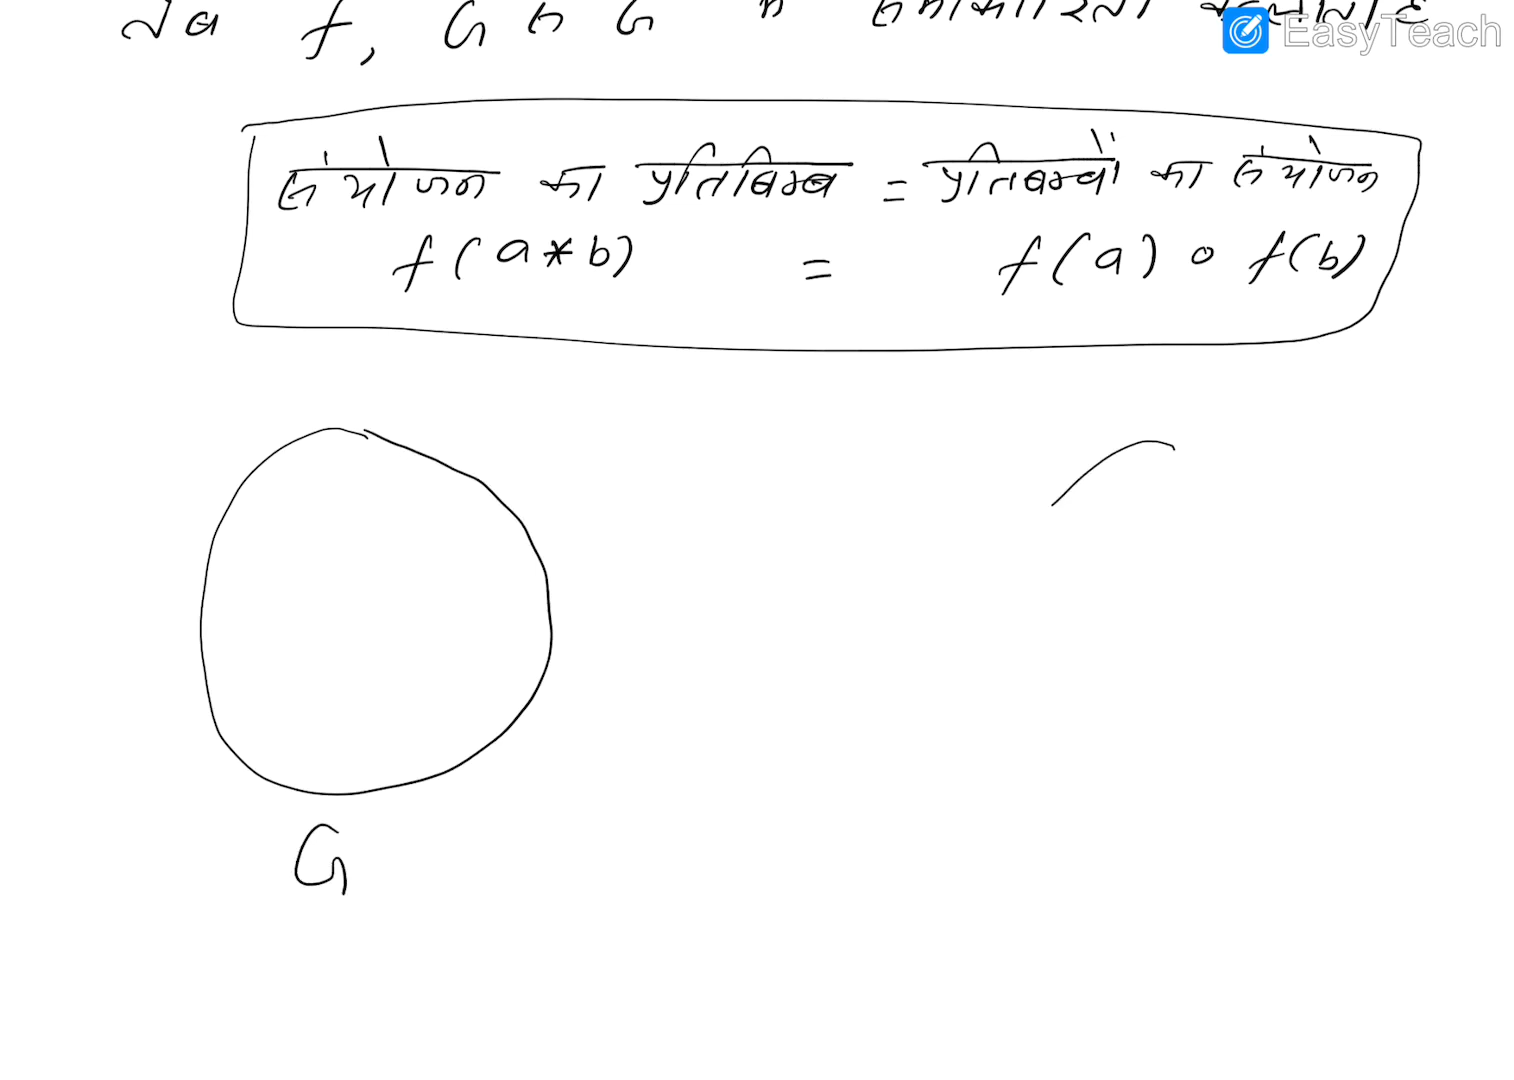 तब f, G से G' में समाकारिता कहलाता है
EasyTeach
संयोजन का प्रतिबिम्ब = प्रतिबिम्बों का संयोजन
f(a*b) = f(a) ∘ f(b)
G